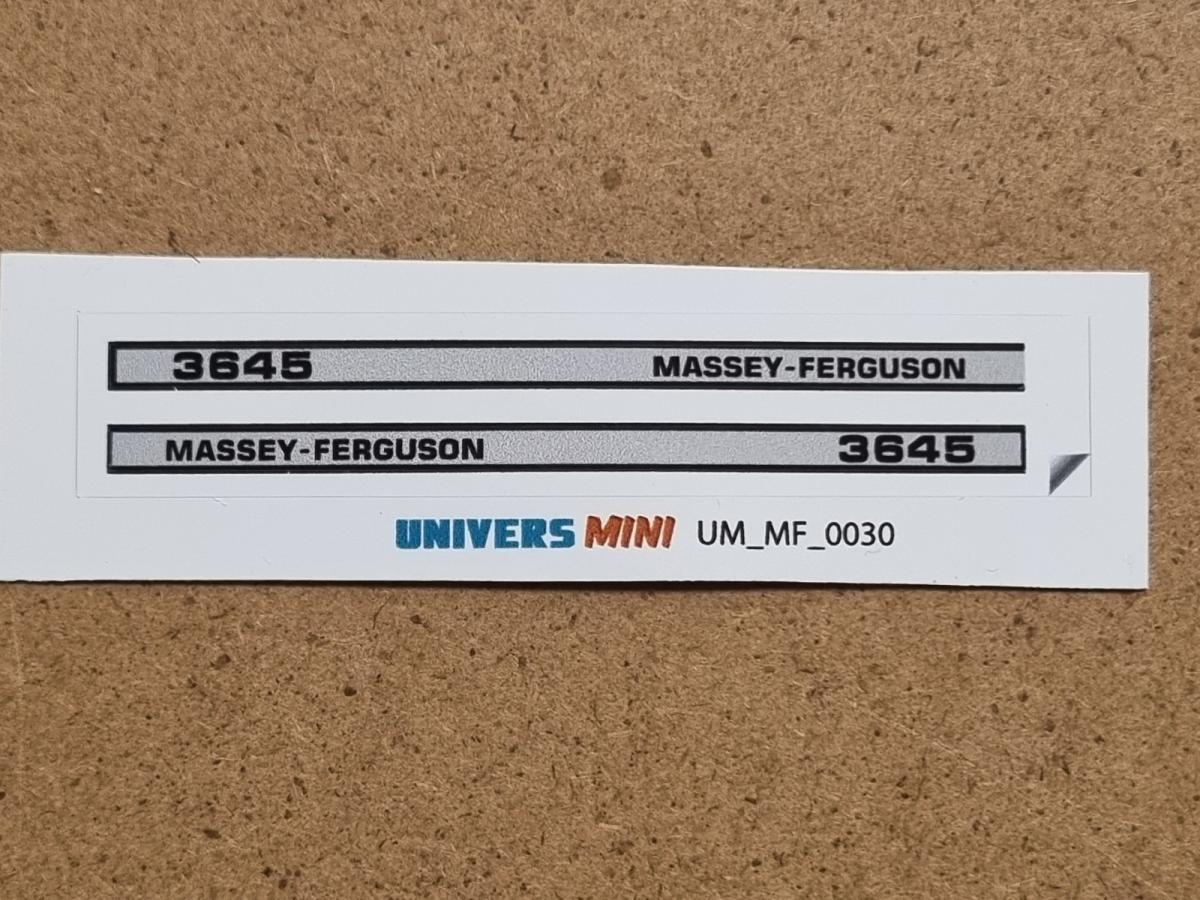 3645 MASSEY-FERGUSON
MASSEY-FERGUSON 3645
UNIVERS MINI UM_MF_0030